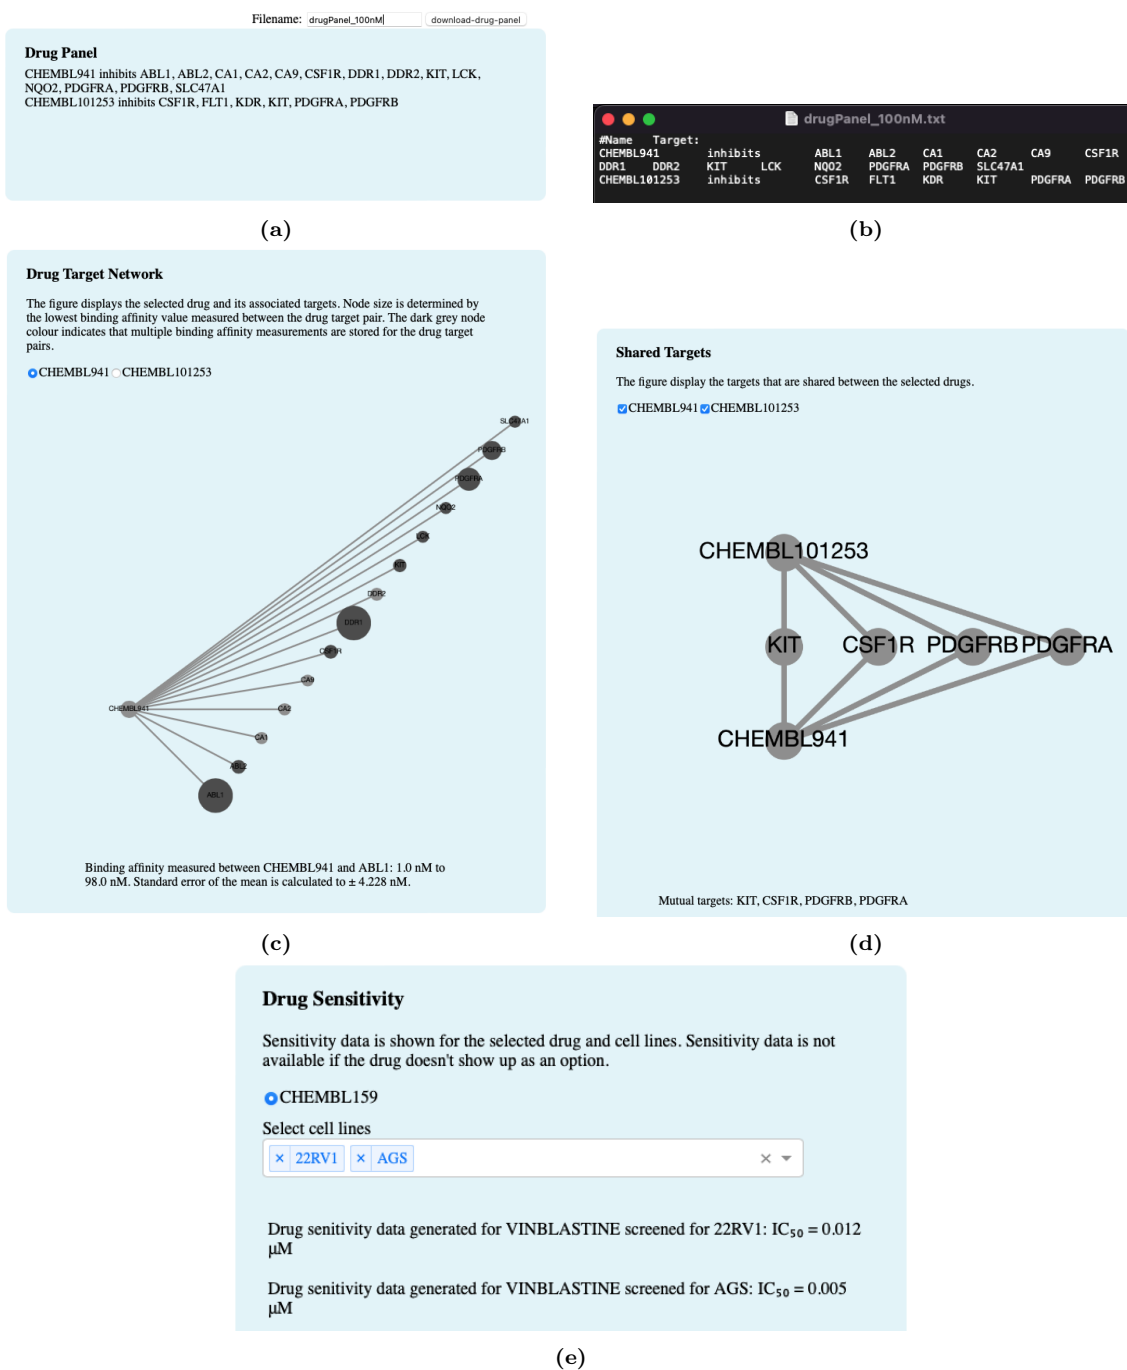 Filename: drugPanel_100nM download-drug-panel
Drug Panel
CHEMBL941 inhibits ABL1, ABL2, CA1, CA2, CA9, CSF1R, DDR1, DDR2, KIT, LCK,
NQO2, PDGFRA, PDGFRB, SLC47A1
CHEMBL101253 inhibits CSF1R, FLT1, KDR, KIT, PDGFRA, PDGFRB
(a)
drugPanel_100nM.txt
#Name Target:
CHEMBL941 inhibits ABL1 ABL2 CA1 CA2 CA9 CSF1R
DDR1 DDR2 KIT LCK NQO2 PDGFRA PDGFRB SLC47A1
CHEMBL101253 inhibits CSF1R FLT1 KDR KIT PDGFRA PDGFRB
(b)
Drug Target Network
The figure displays the selected drug and its associated targets. Node size is determined by
the lowest binding affinity value measured between the drug target pair. The dark grey node
colour indicates that multiple binding affinity measurements are stored for the drug target
pairs.
CHEMBL941 CHEMBL101253
SLC47A1
PDGFRB
PDGFRA
NQO2
LCK
KIT
DDR2
DDR1
CSF1R
CA9
CHEMBL941
CA2
CA1
ABL2
ABL1
Binding affinity measured between CHEMBL941 and ABL1: 1.0 nM to
98.0 nM. Standard error of the mean is calculated to ± 4.228 nM.
(c)
Shared Targets
The figure display the targets that are shared between the selected drugs.
CHEMBL941 CHEMBL101253
CHEMBL101253
KIT CSF1R PDGFRB PDGFRA
CHEMBL941
Mutual targets: KIT, CSF1R, PDGFRB, PDGFRA
(d)
Drug Sensitivity
Sensitivity data is shown for the selected drug and cell lines. Sensitivity data is not
available if the drug doesn't show up as an option.
CHEMBL159
Select cell lines
× 22RV1 × AGS ×
Drug senitivity data generated for VINBLASTINE screened for 22RV1: IC₅₀ = 0.012
µM
Drug senitivity data generated for VINBLASTINE screened for AGS: IC₅₀ = 0.005
µM
(e)